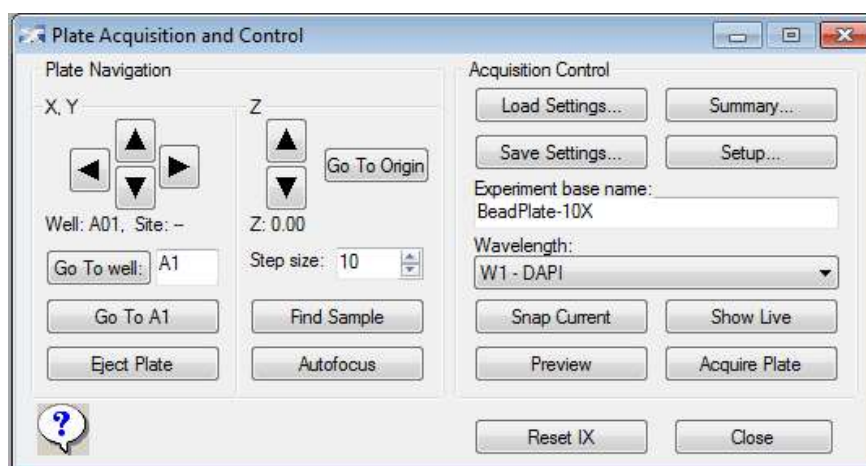 Plate Acquisition and Control
Plate Navigation
X, Y
Z
Go To Origin
Well: A01, Site: --
Z: 0.00
Go To well:
A1
Step size:
10
Go To A1
Find Sample
Eject Plate
Autofocus
Acquisition Control
Load Settings...
Summary...
Save Settings...
Setup...
Experiment base name:
BeadPlate-10X
Wavelength:
W1 - DAPI
Snap Current
Show Live
Preview
Acquire Plate
?
Reset IX
Close